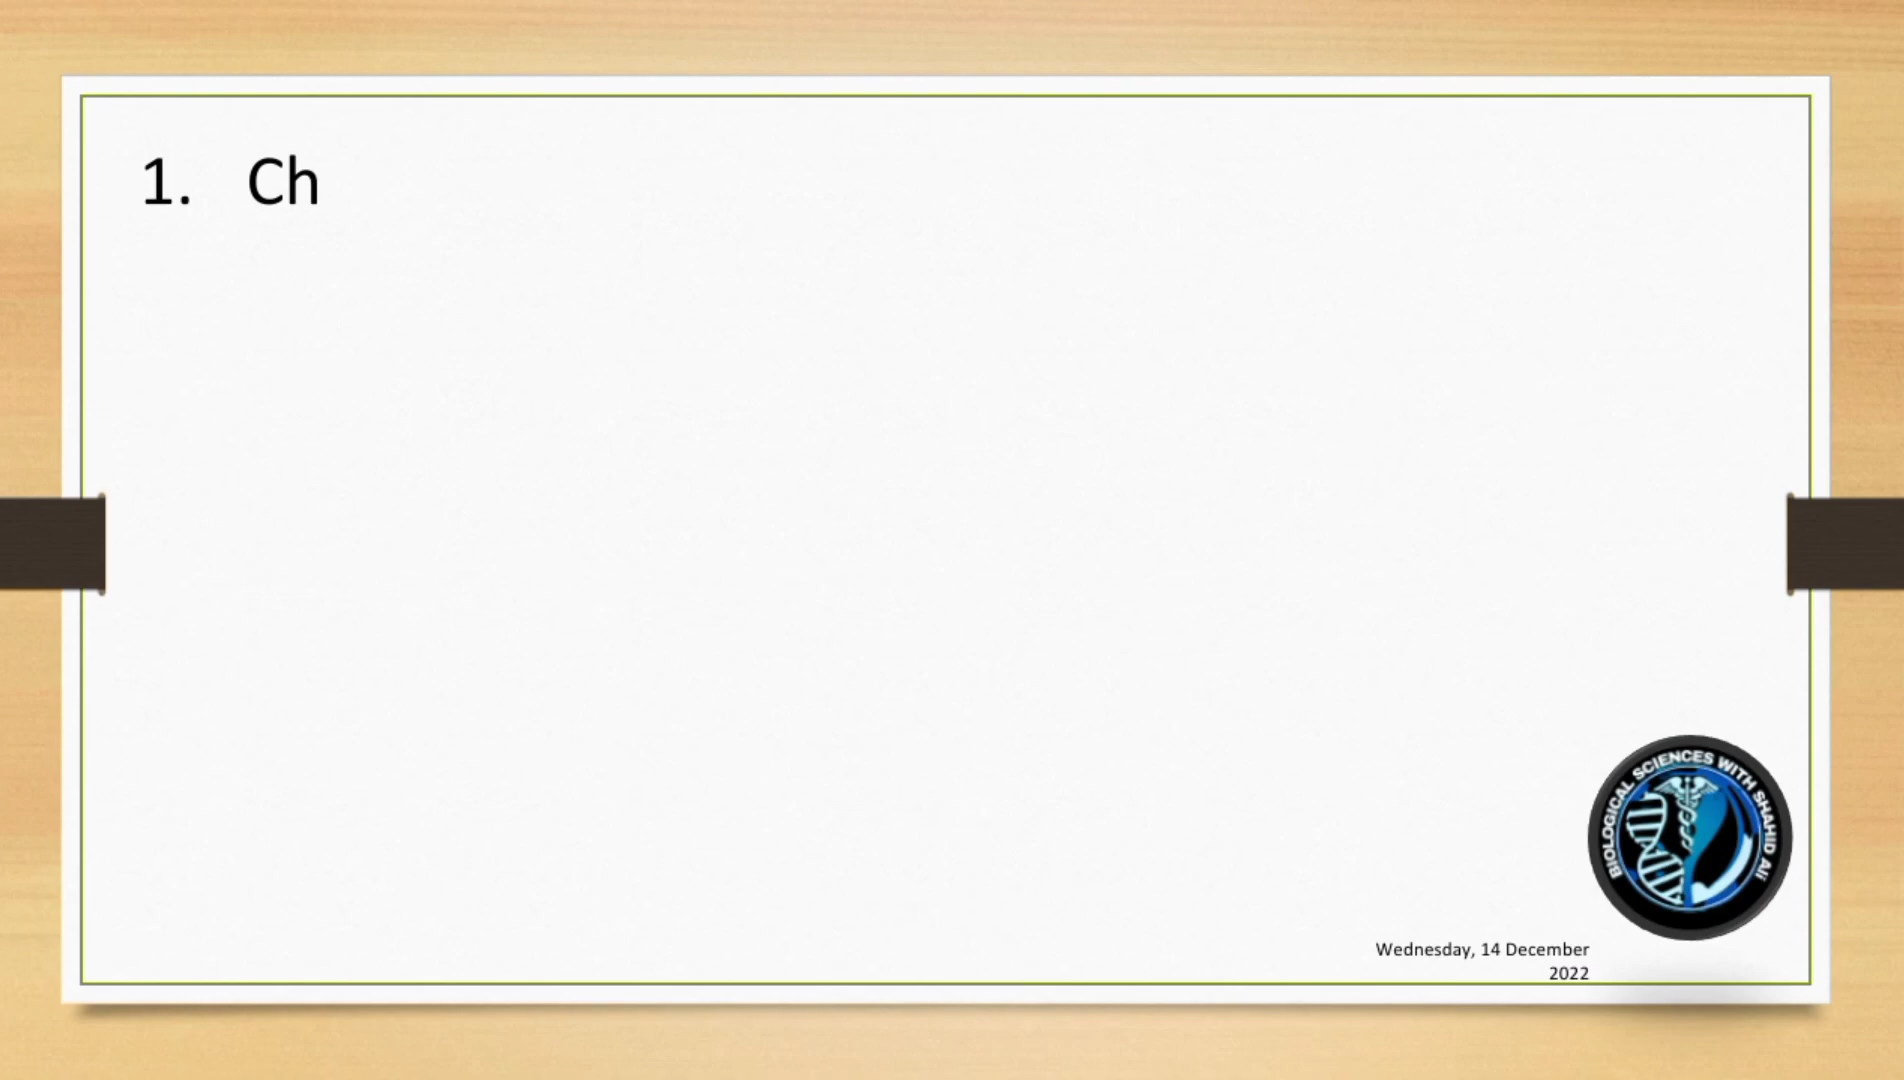 1. Ch
BIOLOGICAL SCIENCES WITH SHAHID Ali
Wednesday, 14 December
2022